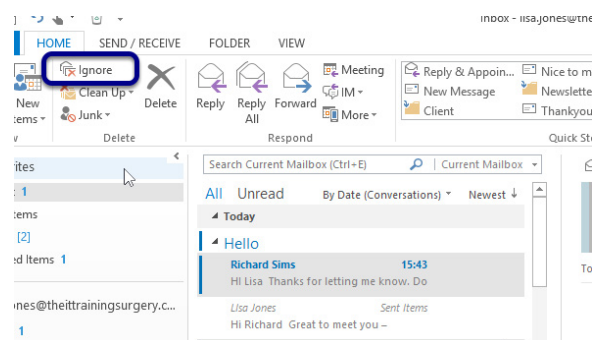 Inbox - lisa.jones@the
HOME SEND / RECEIVE FOLDER VIEW
Ignore
Clean Up
Junk
New
Delete
Delete
Reply Reply All Forward
Meeting
IM
More
Respond
Reply & Appoin...
New Message
Client
Nice to m
Newslette
Thankyou
Quick St
ites
1
tems
[2]
ed Items 1
ones@theittrainingsurgery.c...
1
Search Current Mailbox (Ctrl+E) Current Mailbox
All Unread By Date (Conversations) Newest ↓
Today
Hello
Richard Sims 15:43
HI Lisa Thanks for letting me know. Do
Lisa Jones Sent Items
Hi Richard Great to meet you –
To